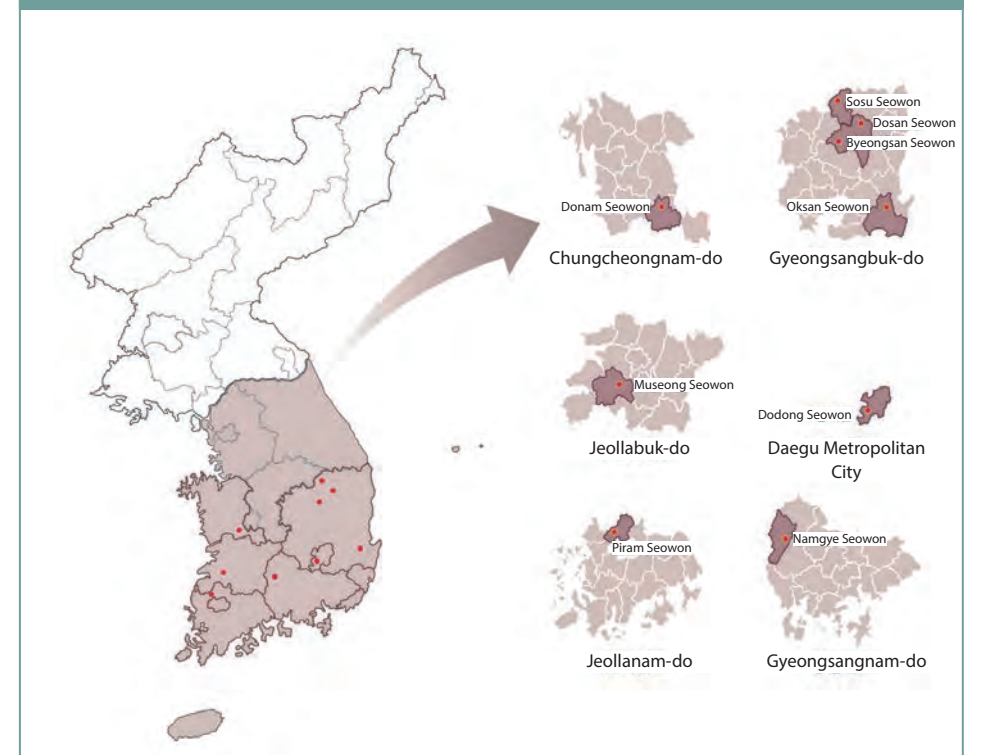 Sosu Seowon
Dosan Seowon
Byeongsan Seowon
Donam Seowon
Oksan Seowon
Chungcheongnam-do
Gyeongsangbuk-do
Museong Seowon
Dodong Seowon
Jeollabuk-do
Daegu Metropolitan
City
Piram Seowon
Namgye Seowon
Jeollanam-do
Gyeongsangnam-do